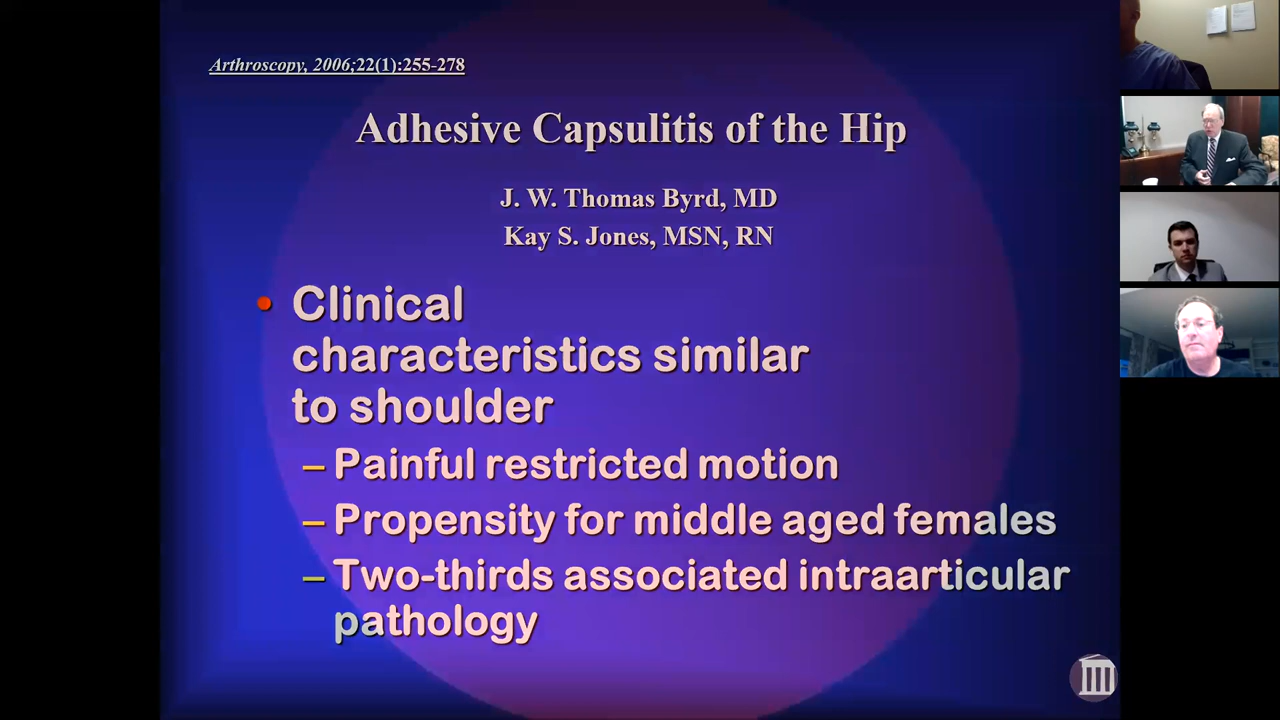 Arthroscopy, 2006;22(1):255-278
Adhesive Capsulitis of the Hip
J. W. Thomas Byrd, MD
Kay S. Jones, MSN, RN
• Clinical
characteristics similar
to shoulder
– Painful restricted motion
– Propensity for middle aged females
– Two-thirds associated intraarticular
pathology